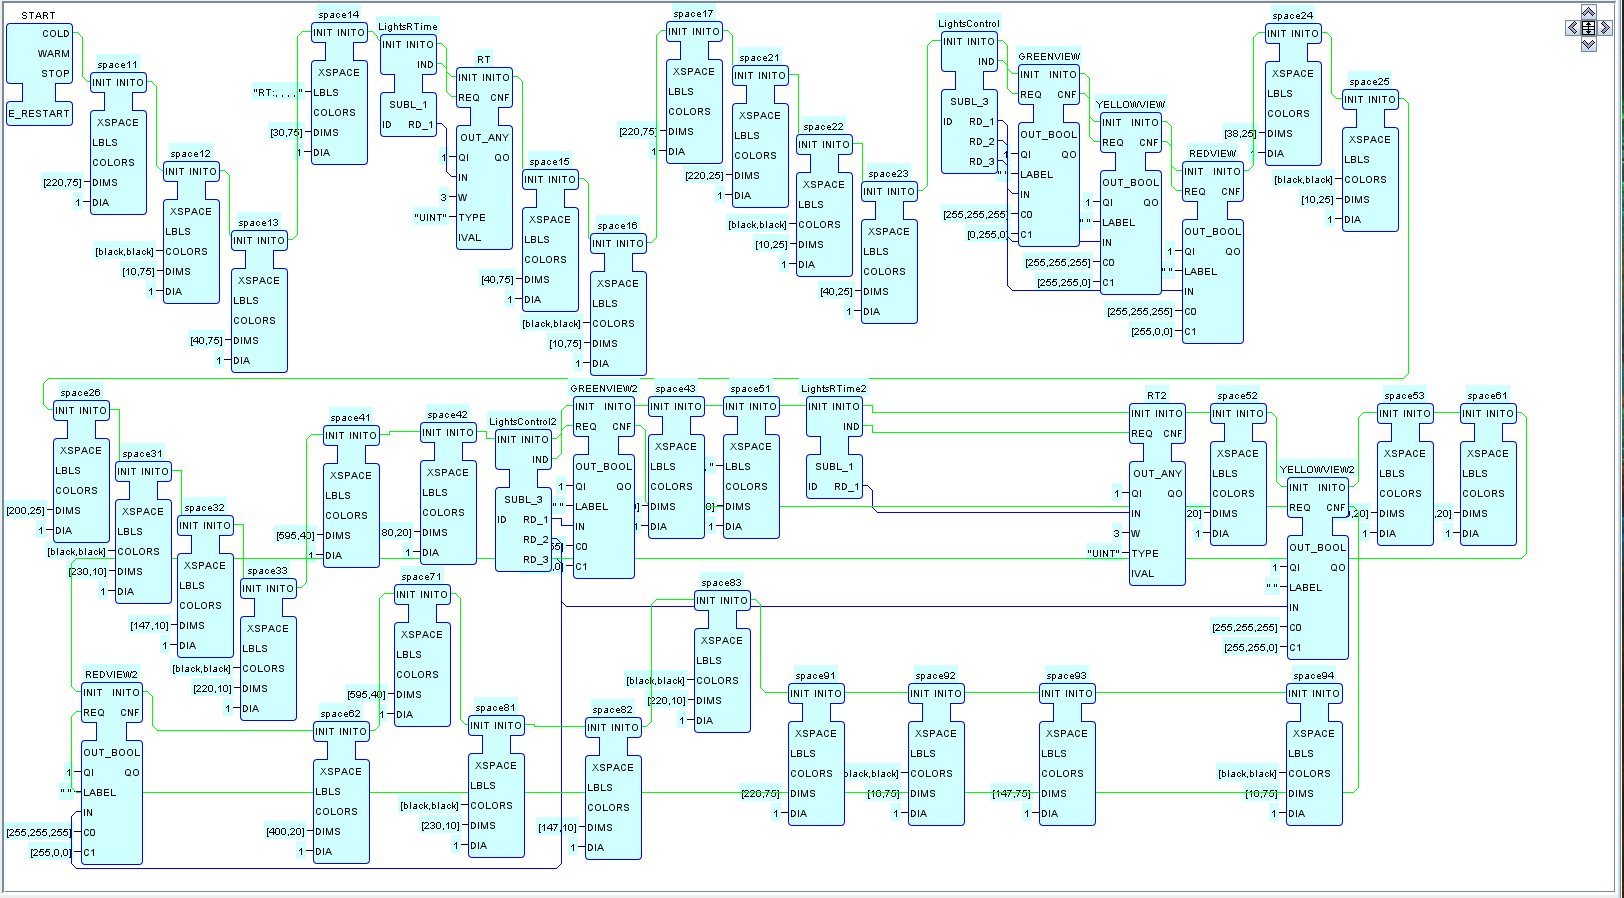 START
COLD
WARM
STOP
E_RESTART
space11
INIT INITO
XSPACE
LBLS
COLORS
[220,75] DIMS
1 DIA
space12
INIT INITO
XSPACE
LBLS
[black,black] COLORS
[10,75] DIMS
1 DIA
space13
INIT INITO
XSPACE
LBLS
COLORS
[40,75] DIMS
1 DIA
space14
INIT INITO
XSPACE
"RT:, , , , " LBLS
COLORS
[30,75] DIMS
1 DIA
LightsRTime
INIT INITO
IND
SUBL_1
ID RD_1
RT
INIT INITO
REQ CNF
OUT_ANY
1 QI QO
IN
3 W
"UINT" TYPE
IVAL
space15
INIT INITO
XSPACE
LBLS
COLORS
[40,75] DIMS
1 DIA
space16
INIT INITO
XSPACE
LBLS
[black,black] COLORS
[10,75] DIMS
1 DIA
space17
INIT INITO
XSPACE
LBLS
COLORS
[220,75] DIMS
1 DIA
space21
INIT INITO
XSPACE
LBLS
COLORS
[220,25] DIMS
1 DIA
space22
INIT INITO
XSPACE
LBLS
[black,black] COLORS
[10,25] DIMS
1 DIA
space23
INIT INITO
XSPACE
LBLS
COLORS
[40,25] DIMS
1 DIA
LightsControl
INIT INITO
IND
SUBL_3
ID RD_1
RD_2
RD_3
GREENVIEW
INIT INITO
REQ CNF
OUT_BOOL
1 QI QO
" " LABEL
IN
[255,255,255] C0
[0,255,0] C1
YELLOWVIEW
INIT INITO
REQ CNF
OUT_BOOL
1 QI QO
" " LABEL
IN
[255,255,255] C0
[255,255,0] C1
REDVIEW
INIT INITO
REQ CNF
OUT_BOOL
1 QI QO
" " LABEL
IN
[255,255,255] C0
[255,0,0] C1
space24
INIT INITO
XSPACE
LBLS
COLORS
[38,25] DIMS
1 DIA
space25
INIT INITO
XSPACE
LBLS
[black,black] COLORS
[10,25] DIMS
1 DIA
space26
INIT INITO
XSPACE
LBLS
COLORS
[200,25] DIMS
1 DIA
space31
INIT INITO
XSPACE
LBLS
[black,black] COLORS
[230,10] DIMS
1 DIA
space32
INIT INITO
XSPACE
LBLS
COLORS
[147,10] DIMS
1 DIA
space33
INIT INITO
XSPACE
LBLS
[black,black] COLORS
[220,10] DIMS
1 DIA
space41
INIT INITO
XSPACE
LBLS
COLORS
[595,40] DIMS
1 DIA
space42
INIT INITO
XSPACE
LBLS
COLORS
80,20] DIMS
1 DIA
LightsControl2
INIT INITO
IND
SUBL_3
ID RD_1
RD_2
RD_3
GREENVIEW2
INIT INITO
REQ CNF
OUT_BOOL
1 QI QO
" " LABEL
IN
55] C0
,0] C1
space43
INIT INITO
XSPACE
LBLS
COLORS
DIMS
1 DIA
space51
INIT INITO
XSPACE
, " LBLS
COLORS
0] DIMS
1 DIA
LightsRTime2
INIT INITO
IND
SUBL_1
ID RD_1
RT2
INIT INITO
REQ CNF
OUT_ANY
1 QI QO
IN
3 W
"UINT" TYPE
IVAL
space52
INIT INITO
XSPACE
LBLS
COLORS
20] DIMS
1 DIA
YELLOWVIEW2
INIT INITO
REQ CNF
OUT_BOOL
1 QI QO
" " LABEL
IN
[255,255,255] C0
[255,255,0] C1
space53
INIT INITO
XSPACE
LBLS
COLORS
,20] DIMS
1 DIA
space61
INIT INITO
XSPACE
LBLS
COLORS
,20] DIMS
1 DIA
REDVIEW2
INIT INITO
REQ CNF
OUT_BOOL
1 QI QO
" " LABEL
IN
[255,255,255] C0
[255,0,0] C1
space62
INIT INITO
XSPACE
LBLS
COLORS
[400,20] DIMS
1 DIA
space71
INIT INITO
XSPACE
LBLS
COLORS
[595,40] DIMS
1 DIA
space81
INIT INITO
XSPACE
LBLS
[black,black] COLORS
[230,10] DIMS
1 DIA
space82
INIT INITO
XSPACE
LBLS
COLORS
[147,10] DIMS
1 DIA
space83
INIT INITO
XSPACE
LBLS
[black,black] COLORS
[220,10] DIMS
1 DIA
space91
INIT INITO
XSPACE
LBLS
COLORS
[220,75] DIMS
1 DIA
space92
INIT INITO
XSPACE
LBLS
black,black] COLORS
[10,75] DIMS
1 DIA
space93
INIT INITO
XSPACE
LBLS
COLORS
[147,75] DIMS
1 DIA
space94
INIT INITO
XSPACE
LBLS
[black,black] COLORS
[10,75] DIMS
1 DIA